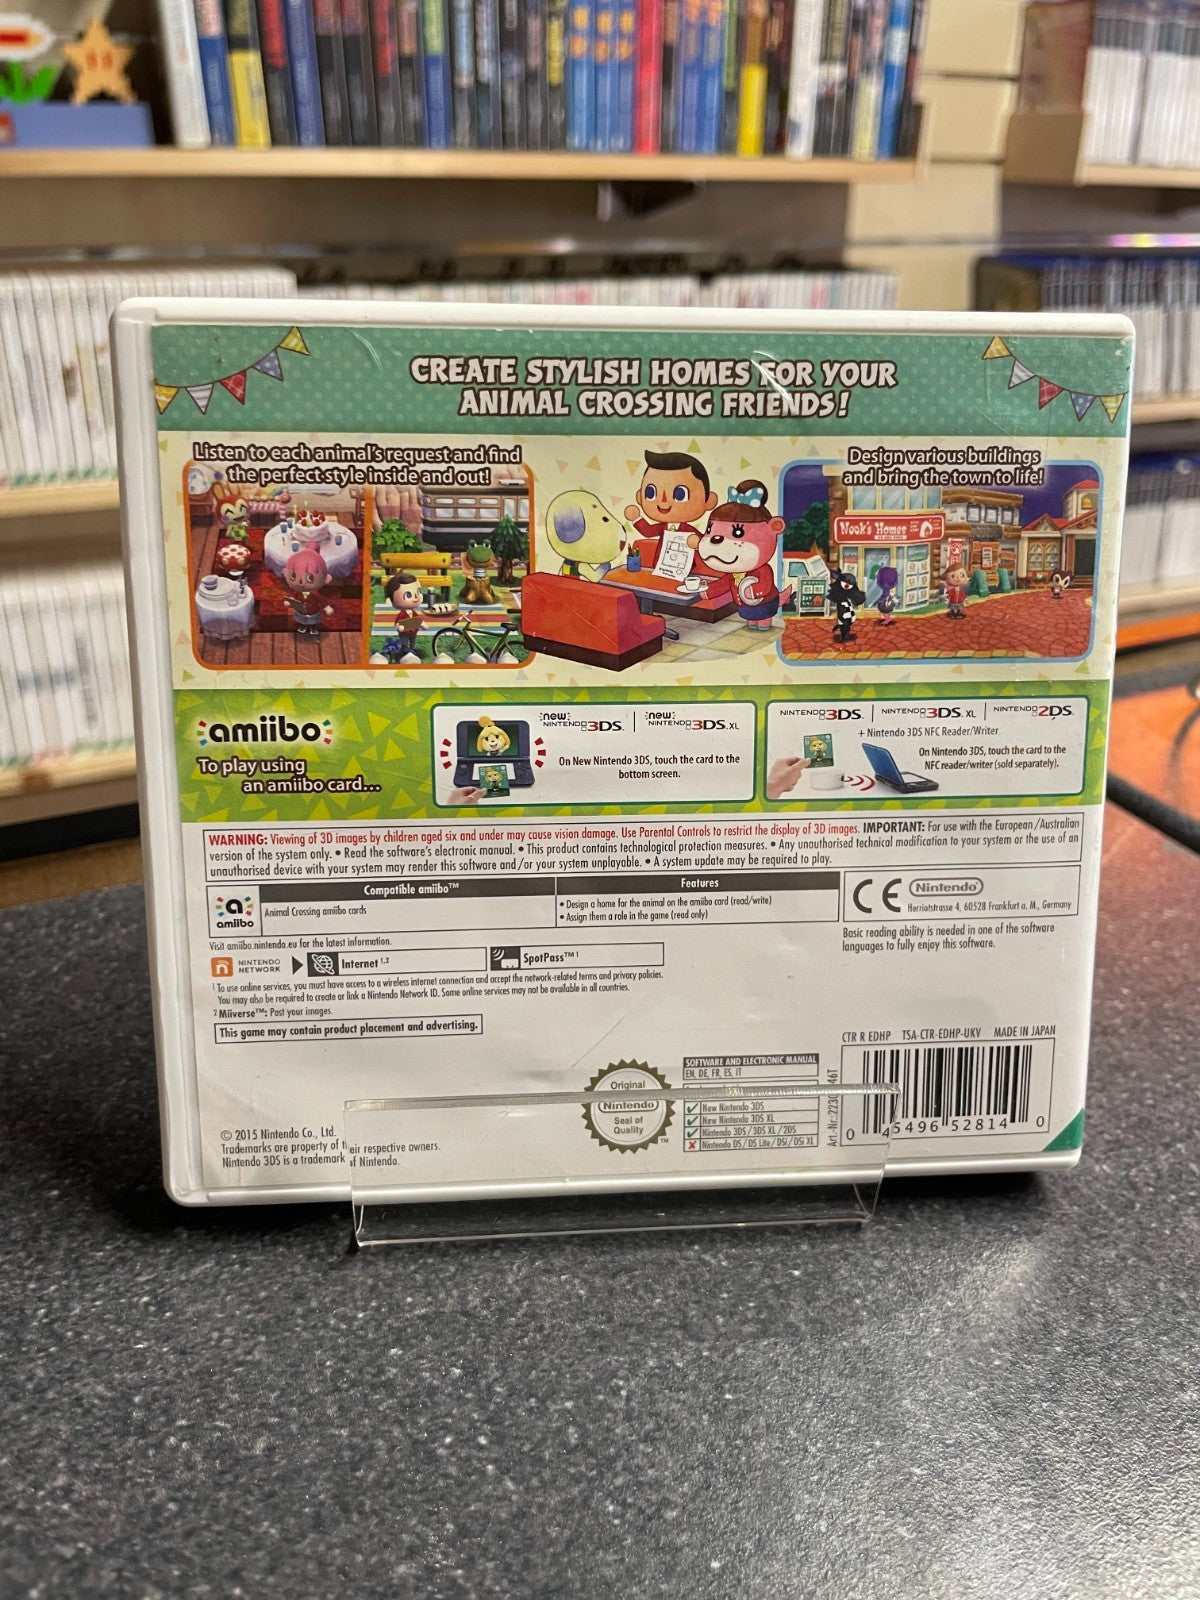 CREATE STYLISH HOMES FOR YOUR
ANIMAL CROSSING FRIENDS!
Listen to each animal's request and find
the perfect style inside and out!
Design various buildings
and bring the town to life!
Nook's Homes
amiibo
To play using
an amiibo card...
new NINTENDO 3DS
new NINTENDO 3DS XL
On New Nintendo 3DS, touch the card to the
bottom screen.
NINTENDO 3DS
NINTENDO 3DS XL
NINTENDO 2DS
+ Nintendo 3DS NFC Reader/Writer
On Nintendo 3DS, touch the card to the
NFC reader/writer (sold separately).
WARNING: Viewing of 3D images by children aged six and under may cause vision damage. Use Parental Controls to restrict the display of 3D images. IMPORTANT: For use with the European/Australian
version of the system only. • Read the software's electronic manual. • This product contains technological protection measures. • Any unauthorised technical modification to your system or the use of an
unauthorised device with your system may render this software and/or your system unplayable. • A system update may be required to play.
amiibo
Compatible amiibo™
Animal Crossing amiibo cards
Features
• Design a home for the animal on the amiibo card (read/write)
• Assign them a role in the game (read only)
CE
Nintendo
Herriotstrasse 4, 60528 Frankfurt a. M., Germany
Basic reading ability is needed in one of the software
languages to fully enjoy this software.
Visit amiibo.nintendo.eu for the latest information.
NINTENDO
NETWORK
Internet 1,2
SpotPass™ 1
1 To use online services, you must have access to a wireless internet connection and accept the network-related terms and privacy policies.
You may also be required to create or link a Nintendo Network ID. Some online services may not be available in all countries.
2 Miiverse™: Post your images.
This game may contain product placement and advertising.
CTR R EDHP TSA-CTR-EDHP-UKV MADE IN JAPAN
Original
Nintendo
Seal of
Quality
TM
SOFTWARE AND ELECTRONIC MANUAL
EN, DE, FR, ES, IT
New Nintendo 3DS
New Nintendo 3DS XL
Nintendo 3DS/3DS XL/2DS
Nintendo DS/DS Lite/DSi/DSi XL
Art.-Nr.:
0 45496 52814 0
© 2015 Nintendo Co., Ltd.
Trademarks are property of their respective owners.
Nintendo 3DS is a trademark of Nintendo.